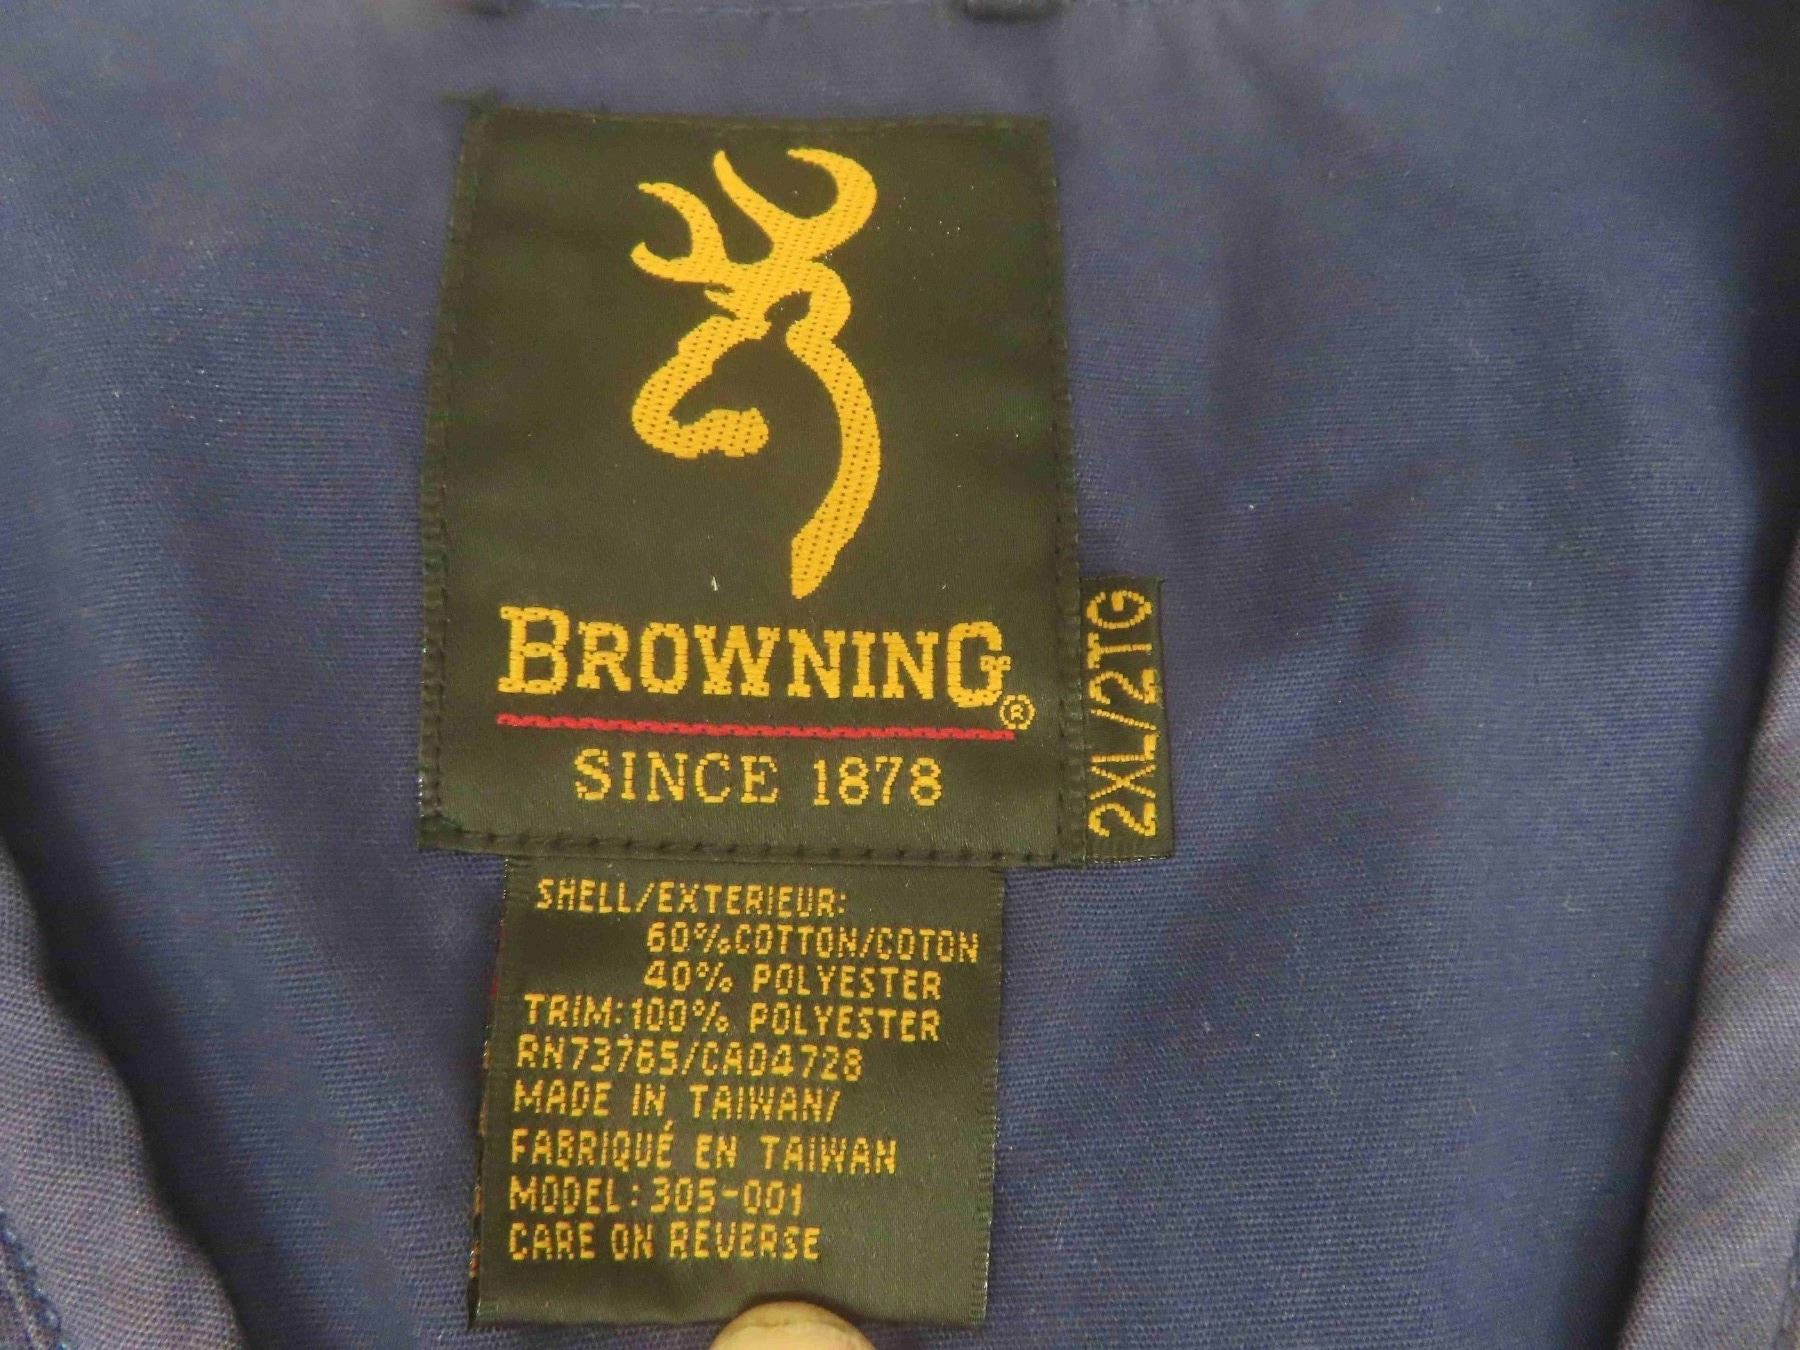 BROWNING®
SINCE 1878
2XL/2TG
SHELL/EXTERIEUR:
60%COTTON/COTON
40% POLYESTER
TRIM:100% POLYESTER
RN73765/CA04728
MADE IN TAIWAN/
FABRIQUÉ EN TAIWAN
MODEL: 305-001
CARE ON REVERSE